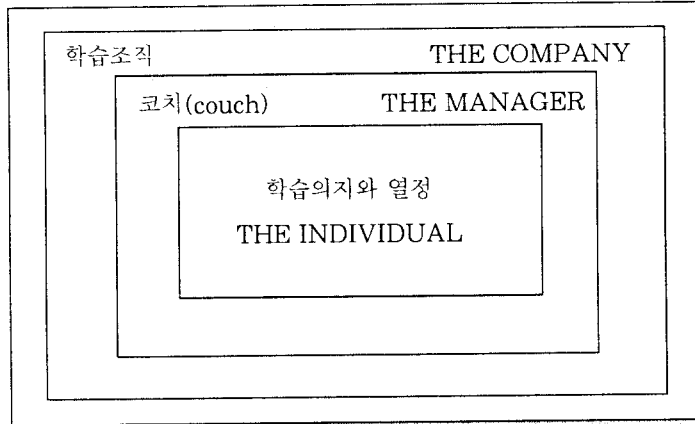 학습조직 THE COMPANY
코치(couch) THE MANAGER
학습의지와 열정
THE INDIVIDUAL